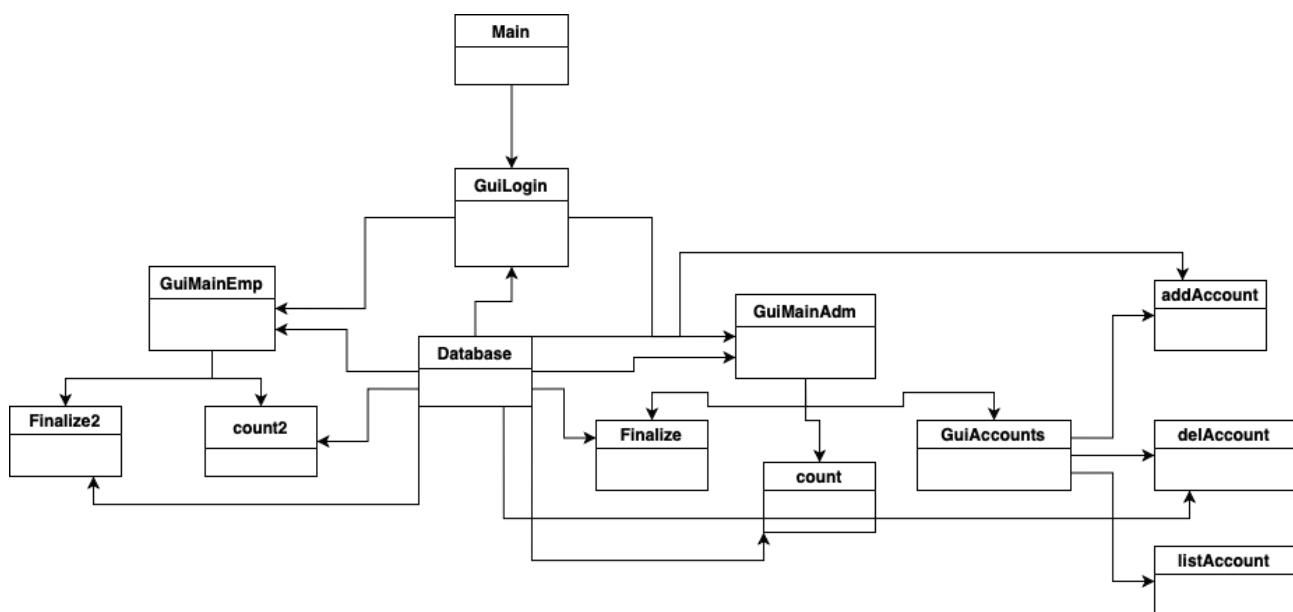 Main
GuiLogin
GuiMainEmp
addAccount
GuiMainAdm
Database
Finalize2
count2
Finalize
GuiAccounts
delAccount
count
listAccount